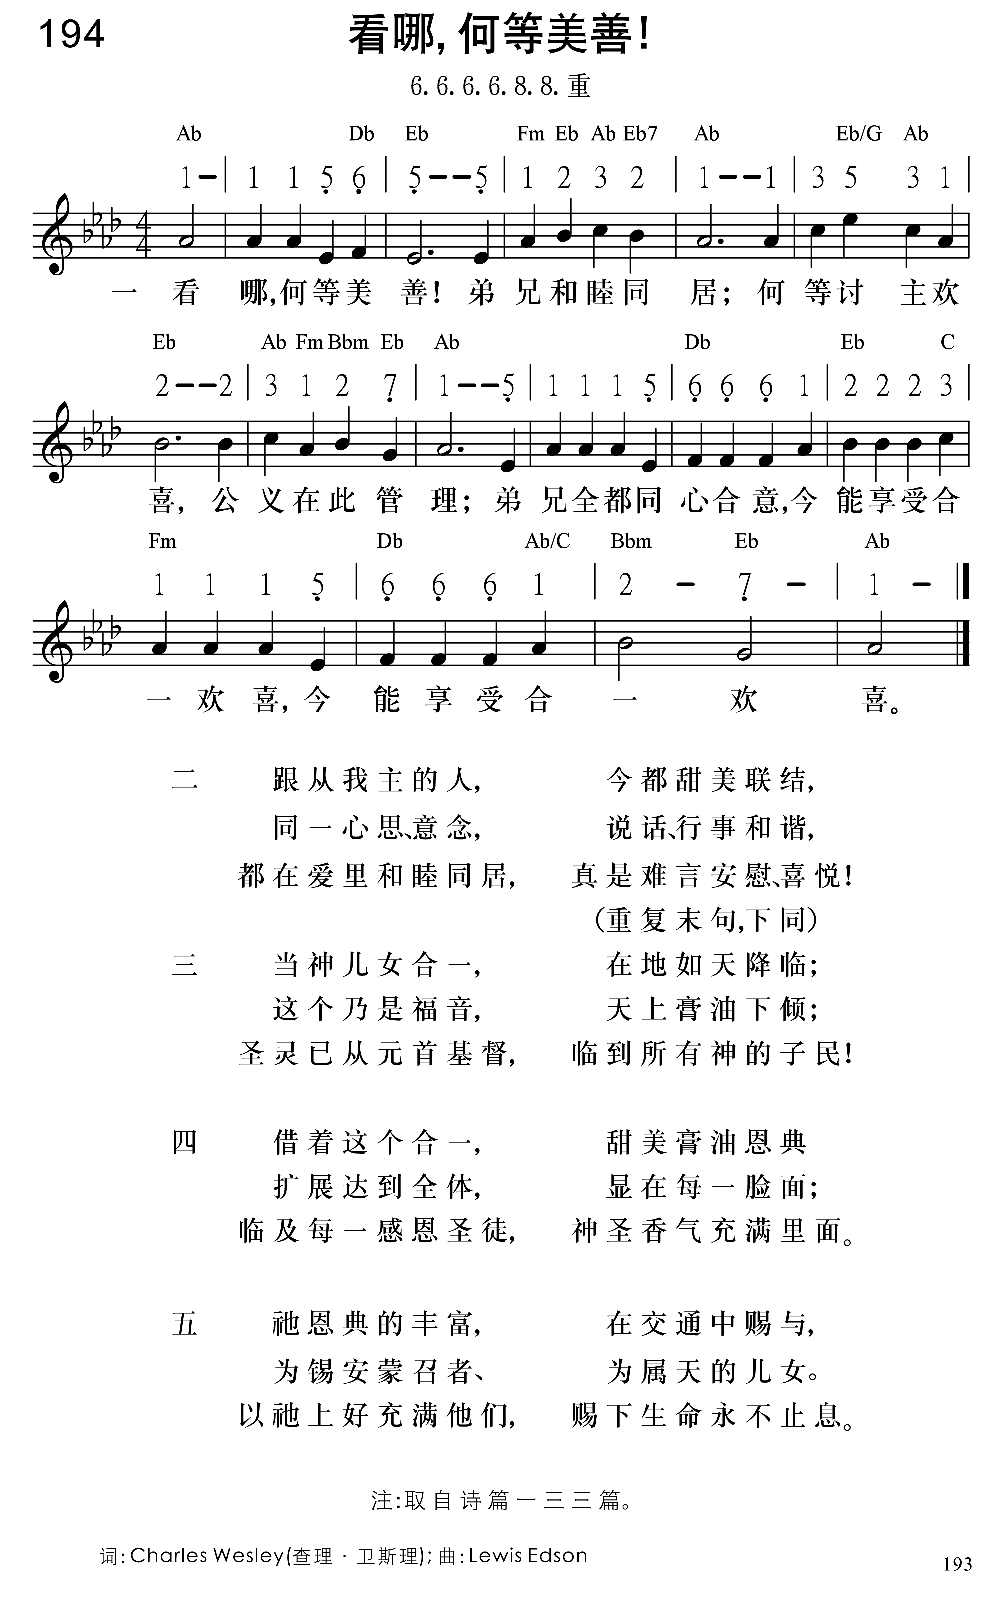 194
看哪,何等美善!
6.6.6.6.8.8.重
Ab Db Eb Fm Eb Ab Eb7 Ab Eb/G Ab
1– | 1 1 5̣ 6̣ | 5̣––5̣ | 1 2 3 2 | 1––1 | 3 5 3 1 |
4/4
一 看 哪,何等美 善! 弟 兄和睦同 居; 何 等讨 主欢
Eb Ab Fm Bbm Eb Ab Db Eb C
2––2 | 3 1 2 7̣ | 1––5̣ | 1 1 1 5̣ | 6̣ 6̣ 6̣ 1 | 2 2 2 3 |
喜, 公 义在此管 理; 弟 兄全都同 心合意,今 能享受合
Fm Db Ab/C Bbm Eb Ab
1 1 1 5̣ | 6̣ 6̣ 6̣ 1 | 2 – 7̣ – | 1 – ‖
一 欢 喜,今 能 享 受 合 一 欢 喜。
二 跟从我主的人, 今都甜美联结,
同一心思、意念, 说话、行事和谐,
都在爱里和睦同居, 真是难言安慰、喜悦!
(重复末句,下同)
三 当神儿女合一, 在地如天降临;
这个乃是福音, 天上膏油下倾;
圣灵已从元首基督, 临到所有神的子民!
四 借着这个合一, 甜美膏油恩典
扩展达到全体, 显在每一脸面;
临及每一感恩圣徒, 神圣香气充满里面。
五 祂恩典的丰富, 在交通中赐与,
为锡安蒙召者、 为属天的儿女。
以祂上好充满他们, 赐下生命永不止息。
注:取自诗篇一三三篇。
词: Charles Wesley(查理·卫斯理); 曲: Lewis Edson
193